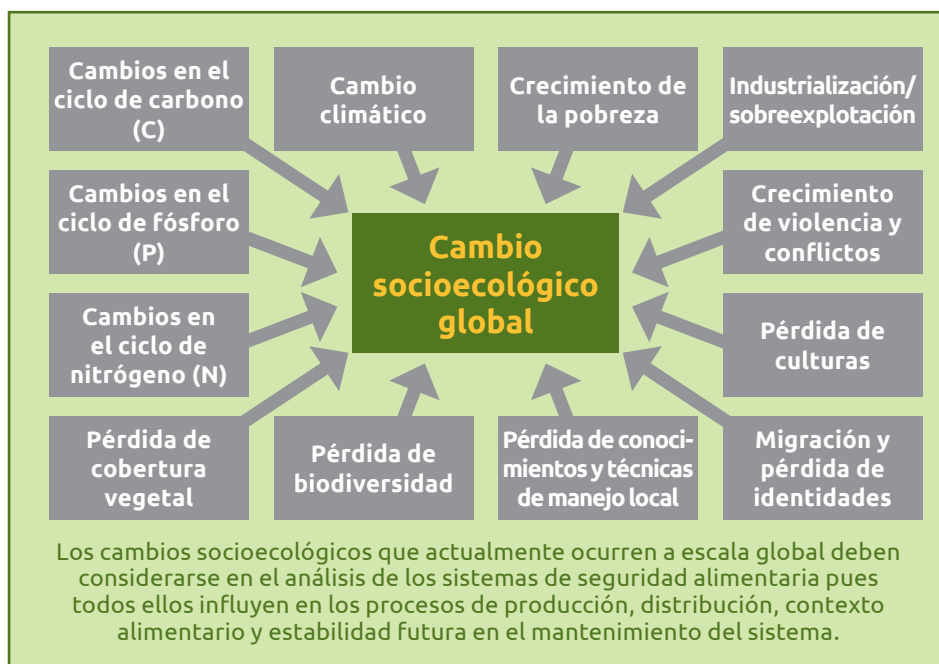 Cambios en el
ciclo de carbono
(C)
Cambio
climático
Crecimiento de
la pobreza
Industrialización/
sobreexplotación
Cambios en el
ciclo de fósforo
(P)
Crecimiento
de violencia y
conflictos
Cambio
socioecológico
global
Cambios en
el ciclo de
nitrógeno (N)
Pérdida de
culturas
Pérdida de
cobertura
vegetal
Pérdida de
biodiversidad
Pérdida de conoci-
mientos y técnicas
de manejo local
Migración y
pérdida de
identidades
Los cambios socioecológicos que actualmente ocurren a escala global deben
considerarse en el análisis de los sistemas de seguridad alimentaria pues
todos ellos influyen en los procesos de producción, distribución, contexto
alimentario y estabilidad futura en el mantenimiento del sistema.